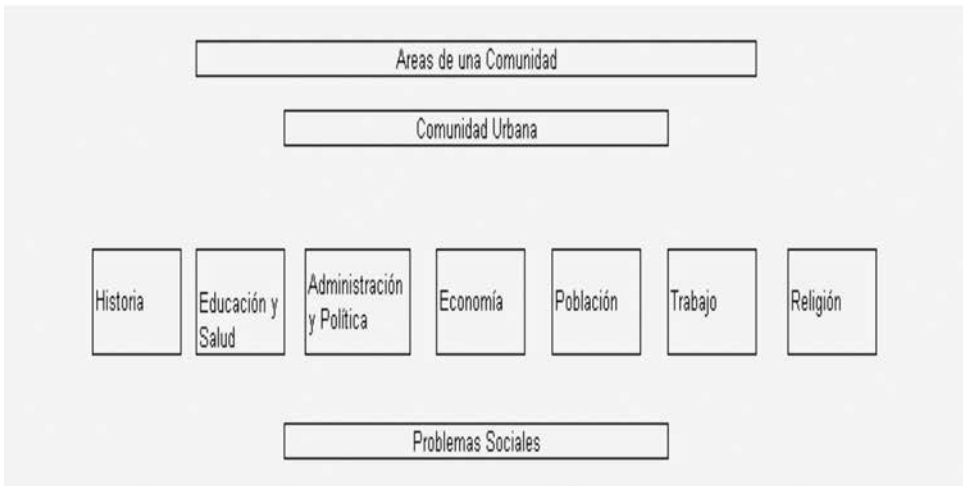 Areas de una Comunidad
Comunidad Urbana
Historia
Educación y
Salud
Administración
y Política
Economía
Población
Trabajo
Religión
Problemas Sociales